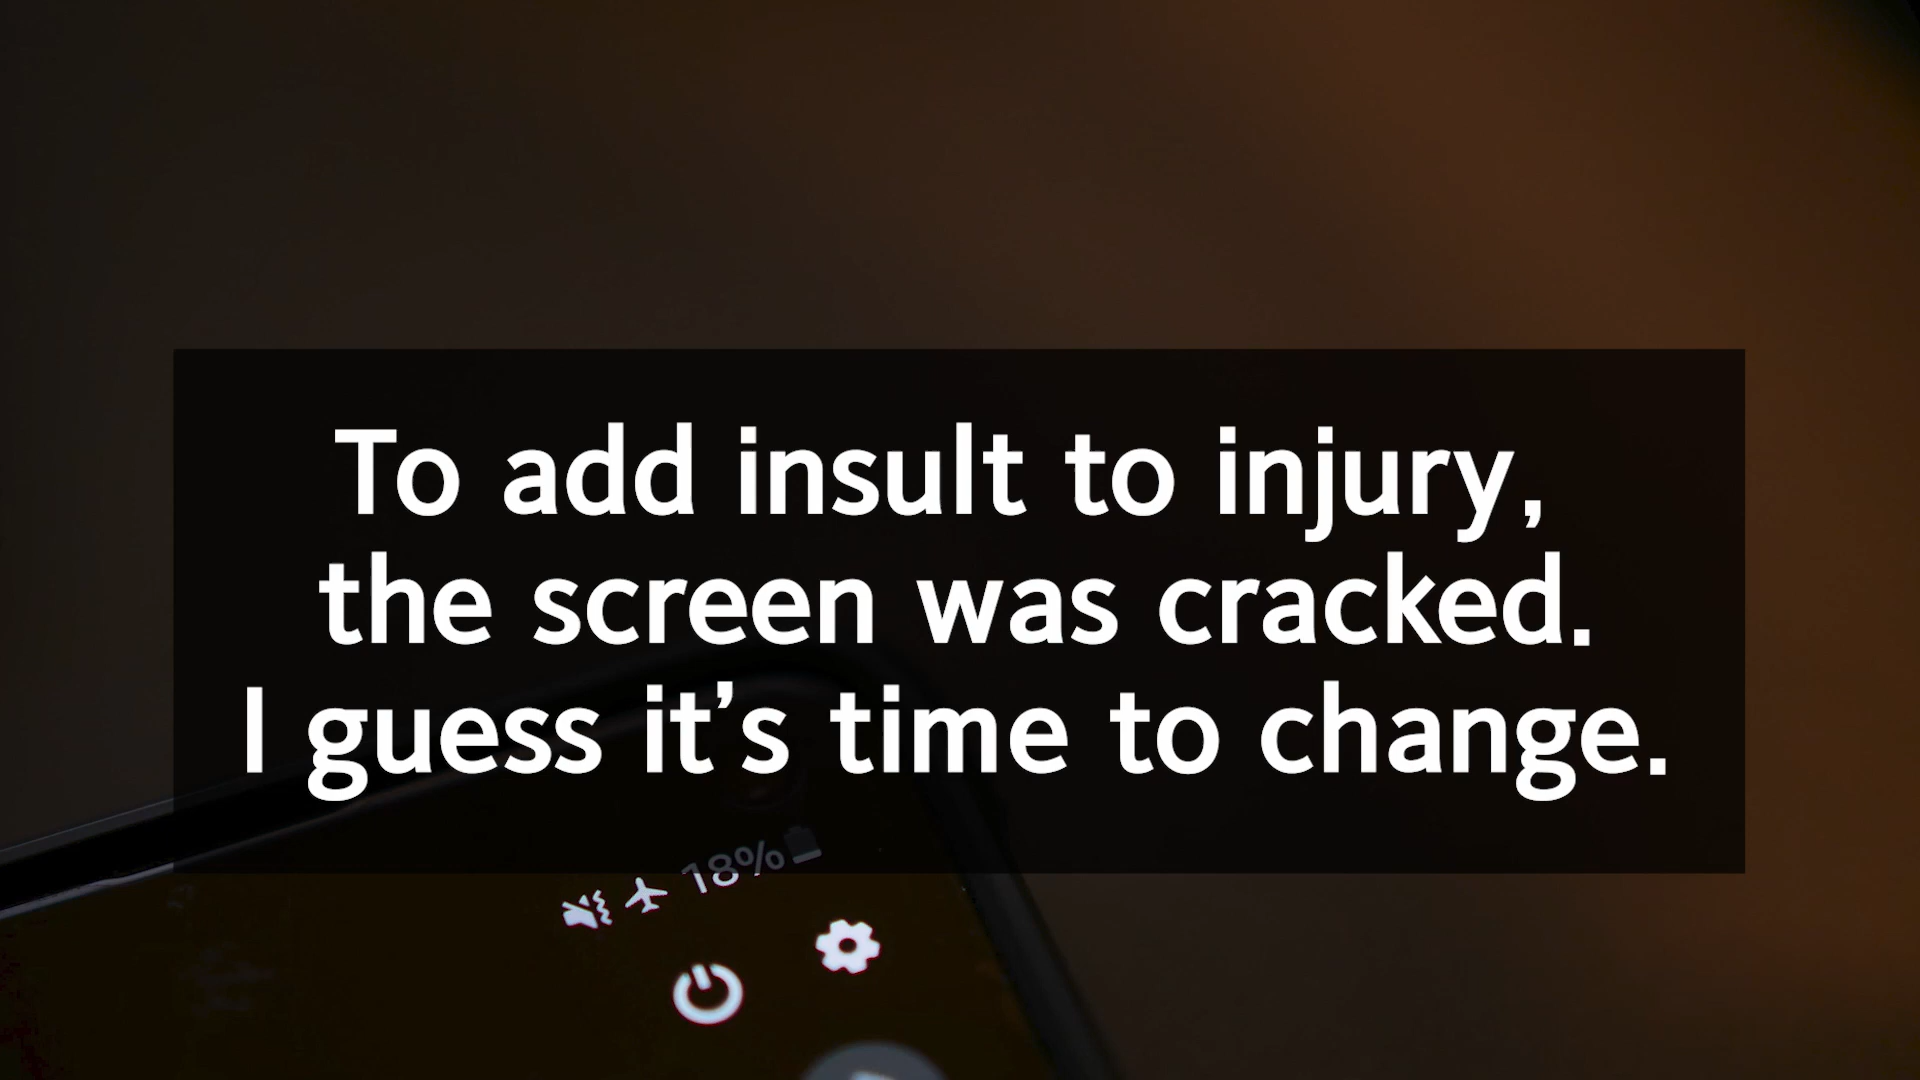 To add insult to injury,
the screen was cracked.
I guess it’s time to change.
18%